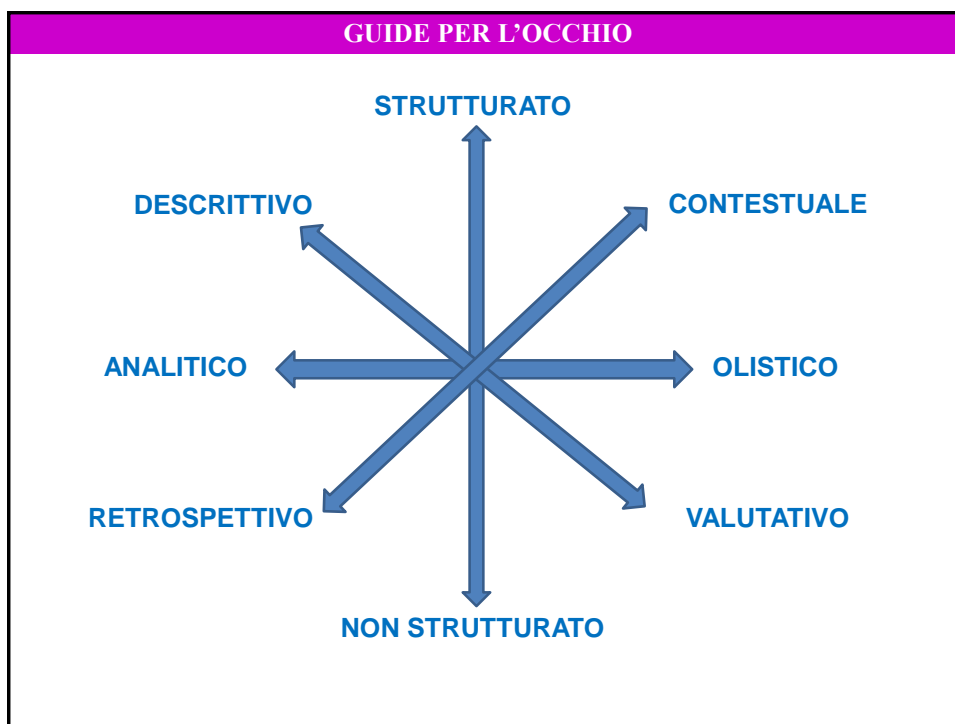 GUIDE PER L’OCCHIO
STRUTTURATO
DESCRITTIVO
CONTESTUALE
ANALITICO
OLISTICO
RETROSPETTIVO
VALUTATIVO
NON STRUTTURATO